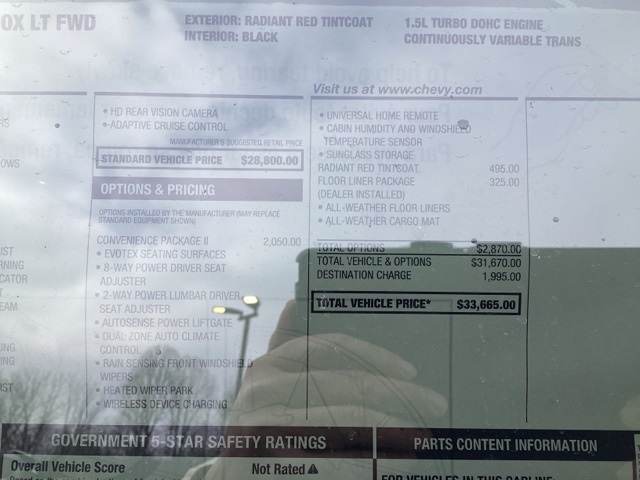 OX LT FWD
EXTERIOR: RADIANT RED TINTCOAT
INTERIOR: BLACK
1.5L TURBO DOHC ENGINE
CONTINUOUSLY VARIABLE TRANS
Visit us at www.chevy.com
• HD REAR VISION CAMERA
• ADAPTIVE CRUISE CONTROL
MANUFACTURER'S SUGGESTED RETAIL PRICE
STANDARD VEHICLE PRICE $28,800.00
OPTIONS & PRICING
OPTIONS INSTALLED BY THE MANUFACTURER (MAY REPLACE
STANDARD EQUIPMENT SHOWN)
CONVENIENCE PACKAGE II 2,050.00
• EVOTEX SEATING SURFACES
• 8-WAY POWER DRIVER SEAT
ADJUSTER
• 2-WAY POWER LUMBAR DRIVER
SEAT ADJUSTER
• AUTOSENSE POWER LIFTGATE
• DUAL ZONE AUTO CLIMATE
CONTROL
• RAIN SENSING FRONT WINDSHIELD
WIPERS
• HEATED WIPER PARK
• WIRELESS DEVICE CHARGING
• UNIVERSAL HOME REMOTE
• CABIN HUMIDITY AND WINDSHIELD
TEMPERATURE SENSOR
• SUNGLASS STORAGE
RADIANT RED TINTCOAT 495.00
FLOOR LINER PACKAGE 325.00
(DEALER INSTALLED)
• ALL-WEATHER FLOOR LINERS
• ALL-WEATHER CARGO MAT
TOTAL OPTIONS $2,870.00
TOTAL VEHICLE & OPTIONS $31,670.00
DESTINATION CHARGE 1,995.00
TOTAL VEHICLE PRICE* $33,665.00
GOVERNMENT 5-STAR SAFETY RATINGS
Overall Vehicle Score Not Rated
PARTS CONTENT INFORMATION
FOR VEHICLES IN THIS CARLINE: